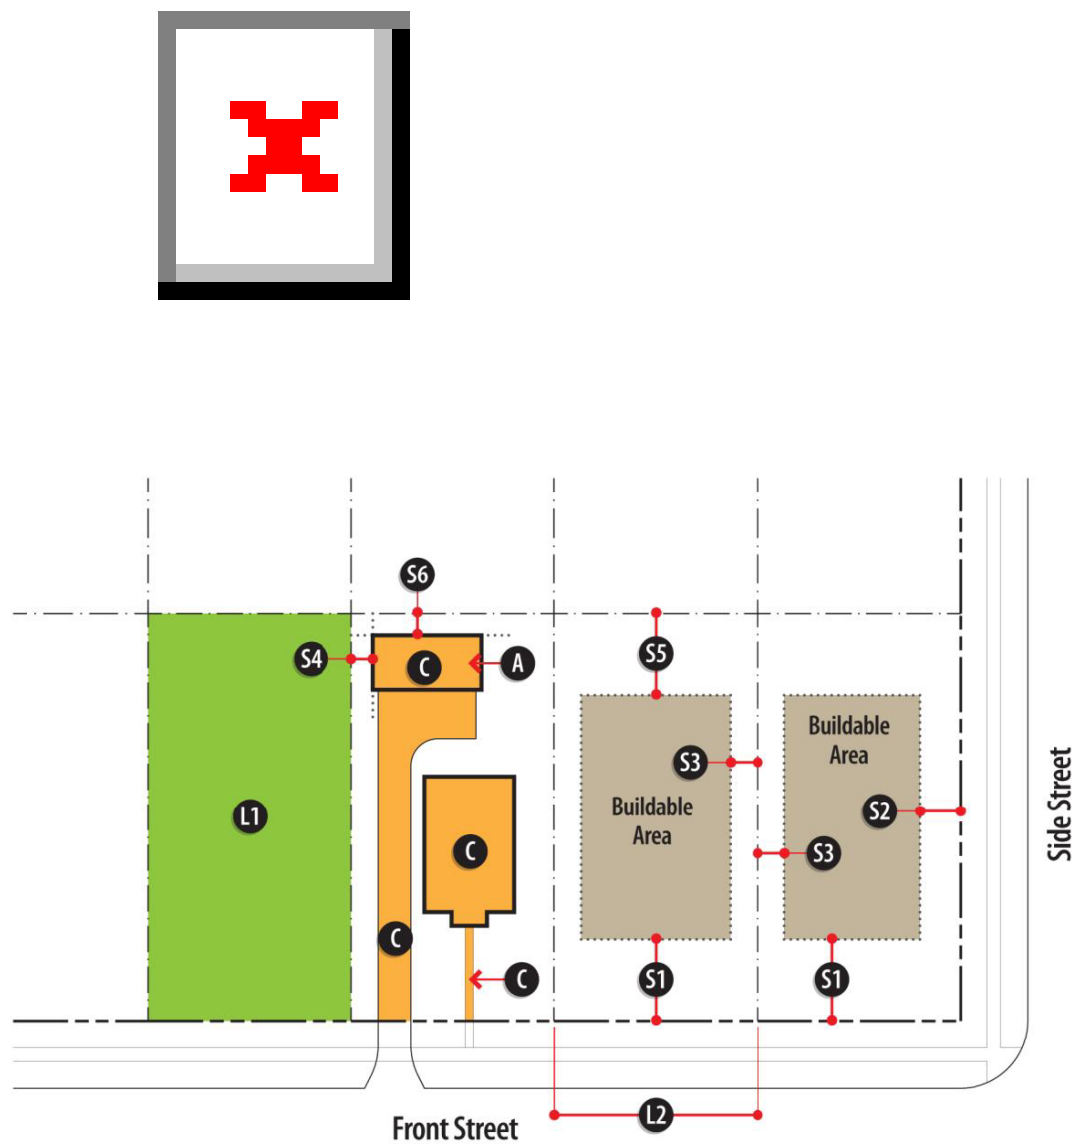 S6
S4
C
A
S5
Buildable
Area
S3
S2
L1
Buildable
Area
C
S3
C
C
S1
S1
Side Street
L2
Front Street